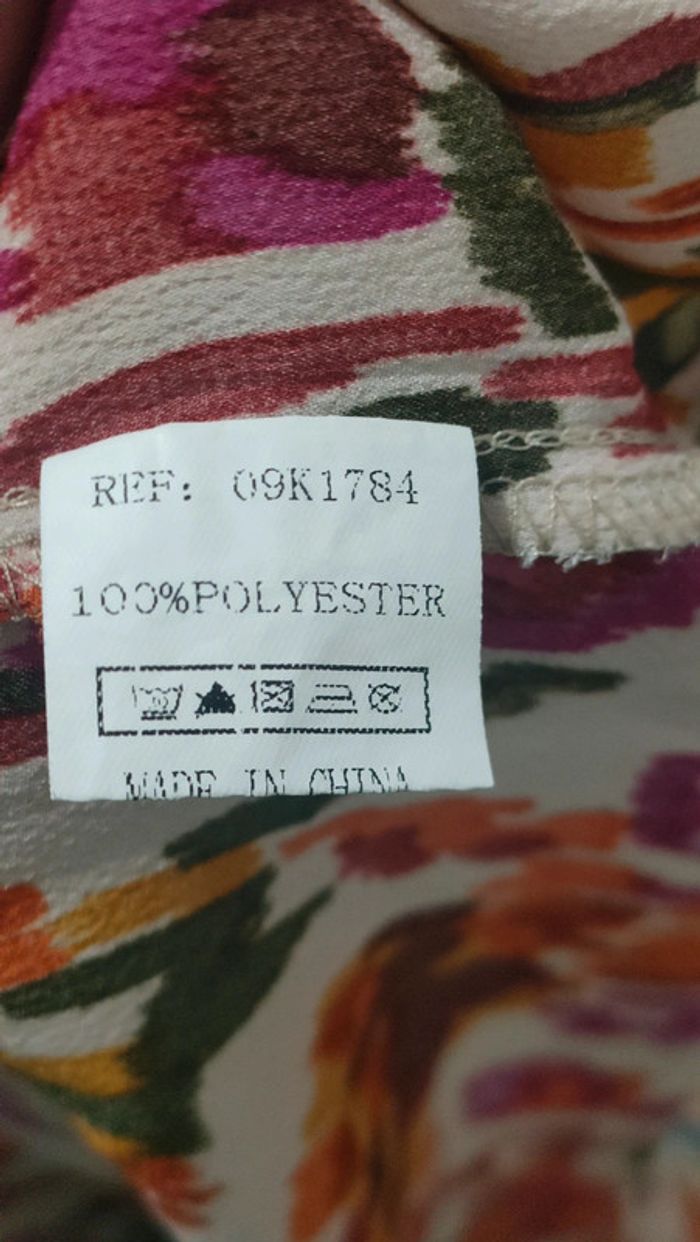 REF: 09K1784
100%POLYESTER
MADE IN CHINA